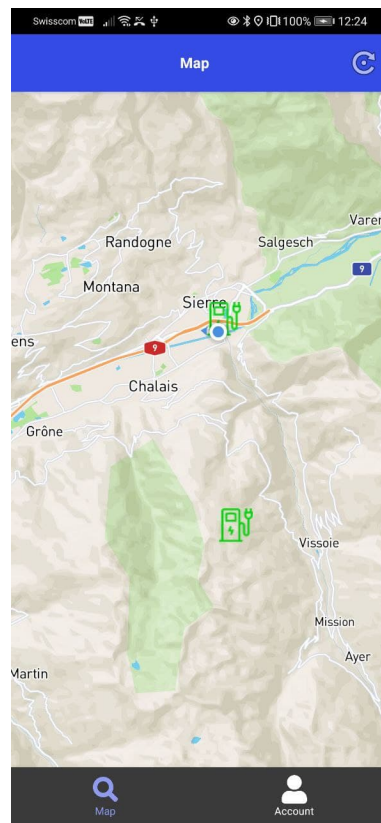 Swisscom VoLTE 100% 12:24
Map
Varen
Randogne
Salgesch
9
Montana
Sierre
ens
9
Chalais
Grône
Vissoie
Mission
Ayer
Martin
Map
Account